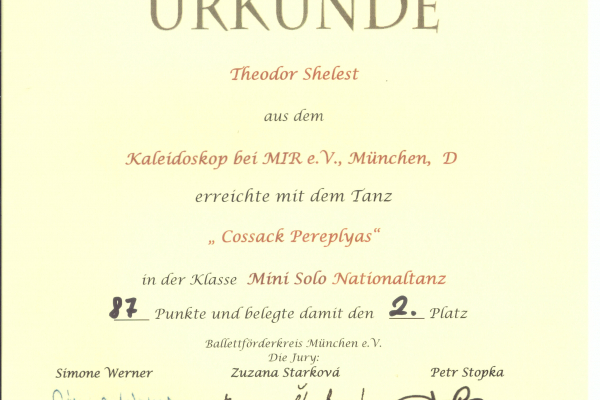 URKUNDE
Theodor Shelest
aus dem
Kaleidoskop bei MIR e.V., München, D
erreichte mit dem Tanz
„ Cossack Pereplyas“
in der Klasse Mini Solo Nationaltanz
87 Punkte und belegte damit den 2. Platz
Ballettförderkreis München e.V.
Die Jury:
Simone Werner Zuzana Starková Petr Stopka